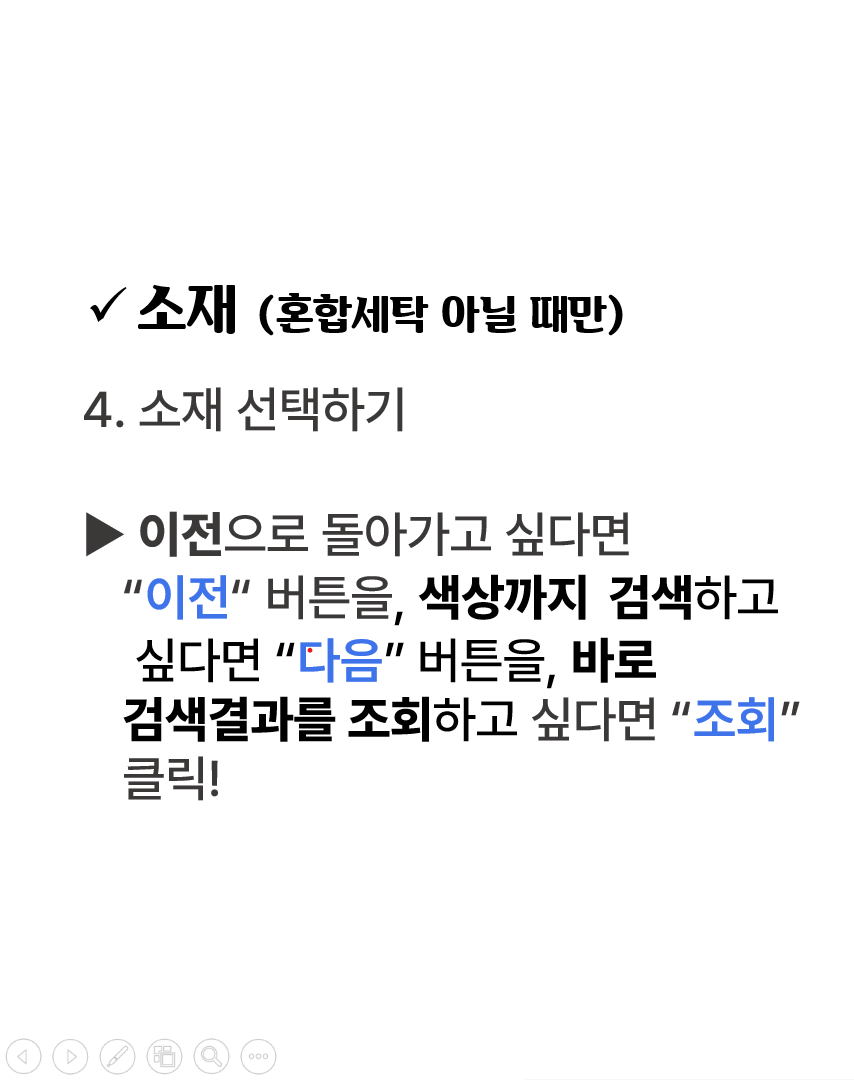 ✓ 소재 (혼합세탁 아닐 때만)
4. 소재 선택하기
▶ 이전으로 돌아가고 싶다면
“이전“ 버튼을, 색상까지 검색하고
싶다면 “다음” 버튼을, 바로
검색결과를 조회하고 싶다면 “조회”
클릭!